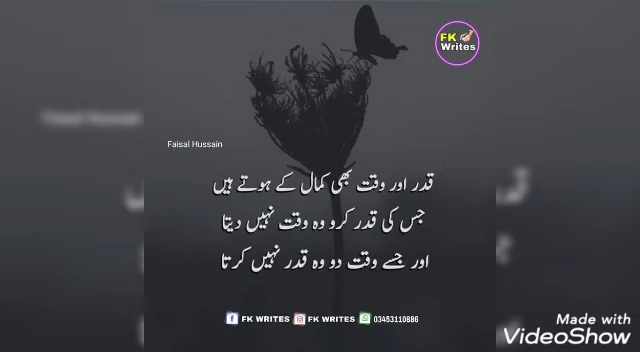 FK
Writes
Faisal Hussain
قدر اور وقت بھی کمال کے ہوتے ہیں
جس کی قدر کرو وہ وقت نہیں دیتا
اور جسے وقت دو وہ قدر نہیں کرتا
FK WRITES FK WRITES 03453110886
Made with
VideoShow